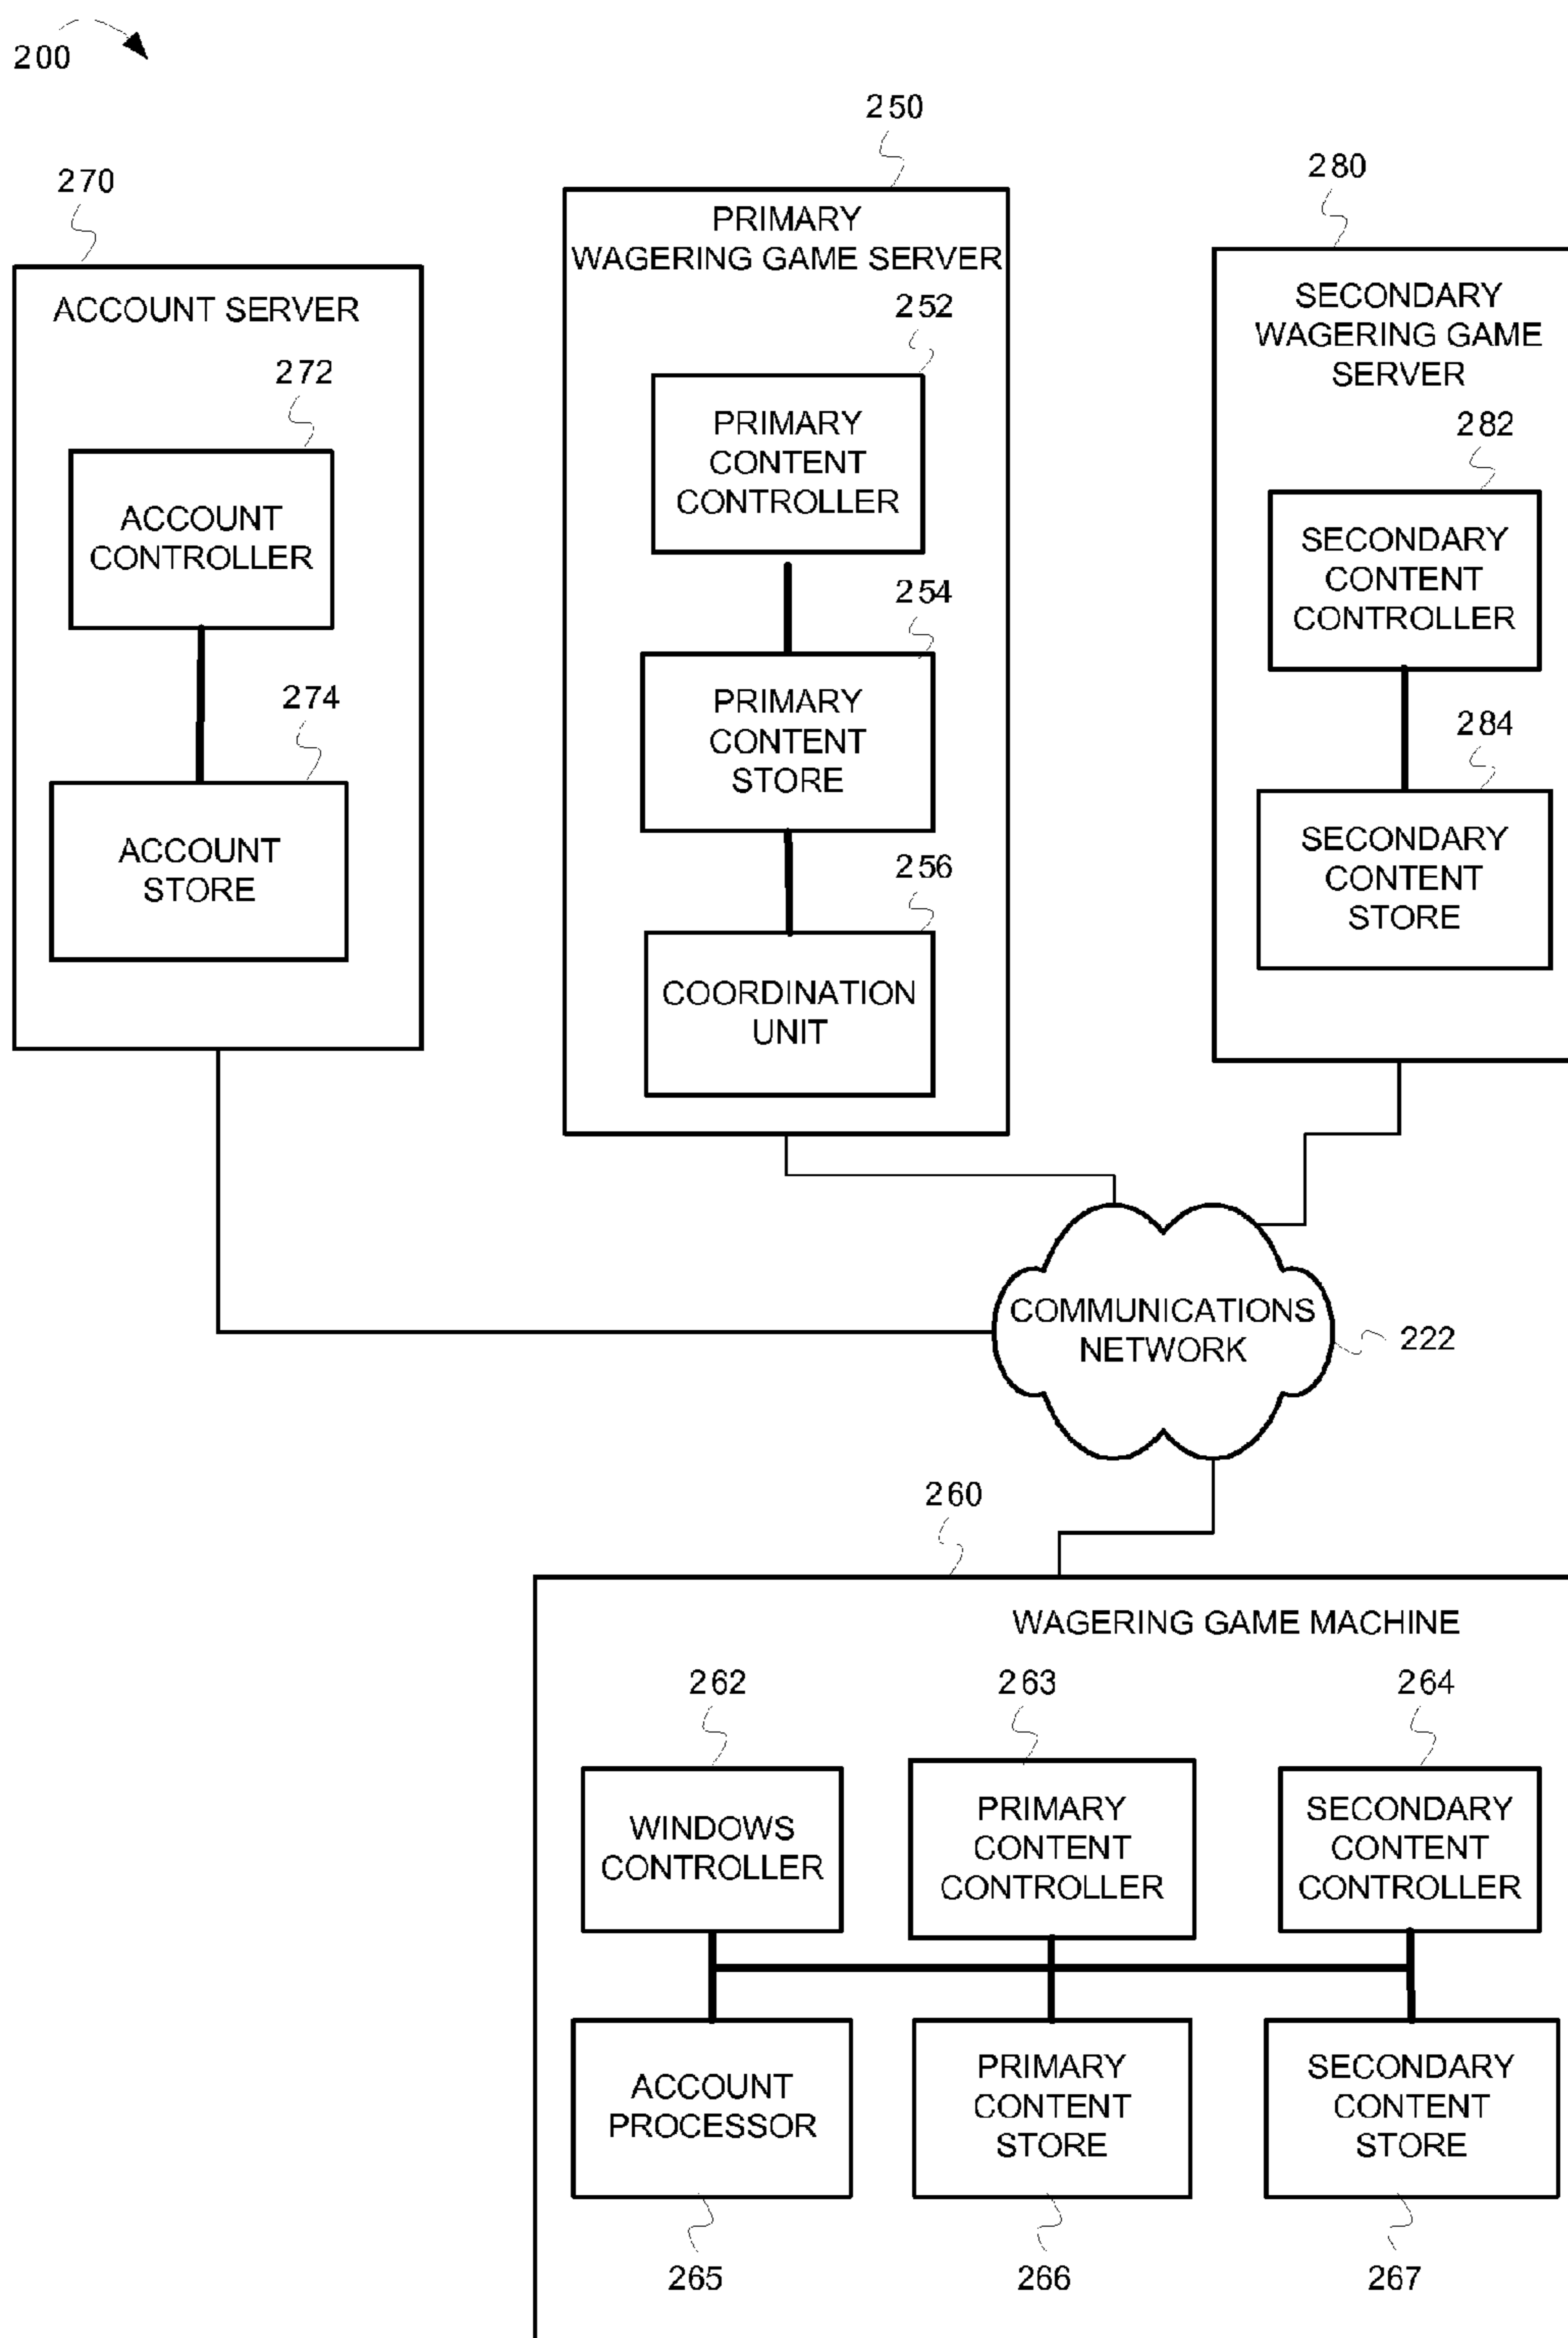 200
250
270
280
PRIMARY
WAGERING GAME SERVER
ACCOUNT SERVER
SECONDARY
WAGERING GAME
SERVER
252
272
282
PRIMARY
CONTENT
CONTROLLER
ACCOUNT
CONTROLLER
SECONDARY
CONTENT
CONTROLLER
254
274
284
PRIMARY
CONTENT
STORE
ACCOUNT
STORE
SECONDARY
CONTENT
STORE
256
COORDINATION
UNIT
COMMUNICATIONS
NETWORK
222
260
WAGERING GAME MACHINE
262
263
264
WINDOWS
CONTROLLER
PRIMARY
CONTENT
CONTROLLER
SECONDARY
CONTENT
CONTROLLER
ACCOUNT
PROCESSOR
PRIMARY
CONTENT
STORE
SECONDARY
CONTENT
STORE
265
266
267